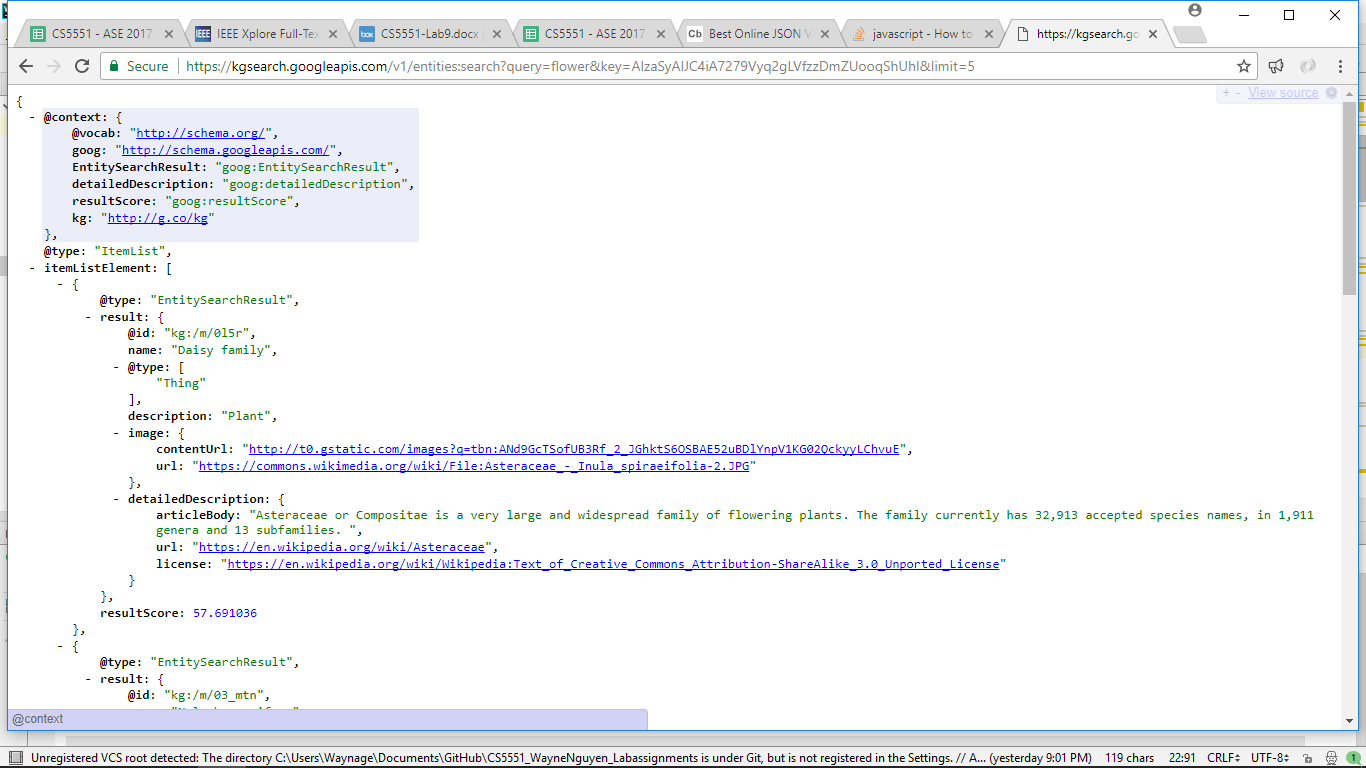 CS5551 - ASE 2017
IEEE Xplore Full-Te
CS5551-Lab9.docx
CS5551 - ASE 2017
Best Online JSON V
javascript - How to
https://kgsearch.go
Secure
https://kgsearch.googleapis.com/v1/entities:search?query=flower&key=
&limit=5
+ - View source
{
- @context: {
@vocab: "http://schema.org/",
goog: "http://schema.googleapis.com/",
EntitySearchResult: "goog:EntitySearchResult",
detailedDescription: "goog:detailedDescription",
resultScore: "goog:resultScore",
kg: "http://g.co/kg"
},
@type: "ItemList",
- itemListElement: [
- {
@type: "EntitySearchResult",
- result: {
@id: "kg:/m/0l5r",
name: "Daisy family",
- @type: [
"Thing"
],
description: "Plant",
- image: {
contentUrl: "http://t0.gstatic.com/images?q=tbn:ANd9GcTSofUB3Rf_2_JGhktS6OSBAE52uBDlYnpV1KG02QckyyLChvuE",
url: "https://commons.wikimedia.org/wiki/File:Asteraceae_-_Inula_spiraeifolia-2.JPG"
},
- detailedDescription: {
articleBody: "Asteraceae or Compositae is a very large and widespread family of flowering plants. The family currently has 32,913 accepted species names, in 1,911
genera and 13 subfamilies. ",
url: "https://en.wikipedia.org/wiki/Asteraceae",
license: "https://en.wikipedia.org/wiki/Wikipedia:Text_of_Creative_Commons_Attribution-ShareAlike_3.0_Unported_License"
}
},
resultScore: 57.691036
},
- {
@type: "EntitySearchResult",
- result: {
@id: "kg:/m/03_mtn",
@context
Unregistered VCS root detected: The directory C:\Users\Waynage\Documents\GitHub\CS5551_WayneNguyen_Labassignments is under Git, but is not registered in the Settings. // A... (yesterday 9:01 PM) 119 chars 22:91 CRLF UTF-8 1